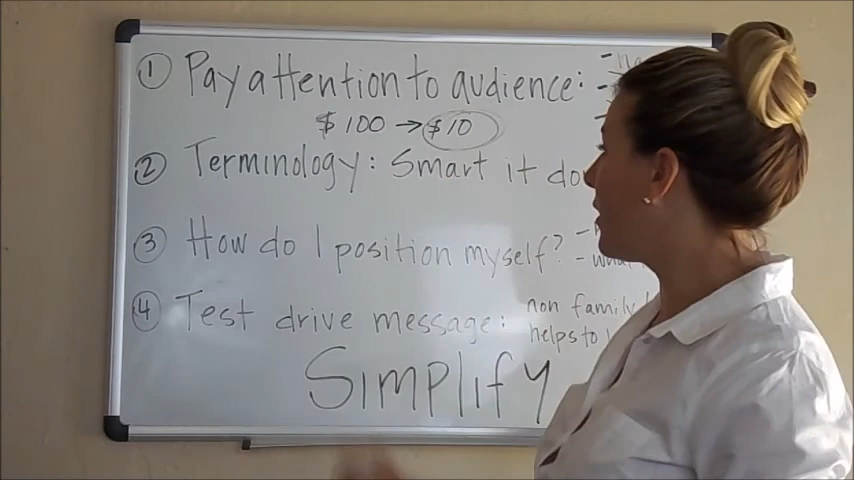 ① Pay attention to audience:
$100 → $10
② Terminology: Smart it
③ How do I position myself?
④ Test drive message: non family
helps to
Simplify